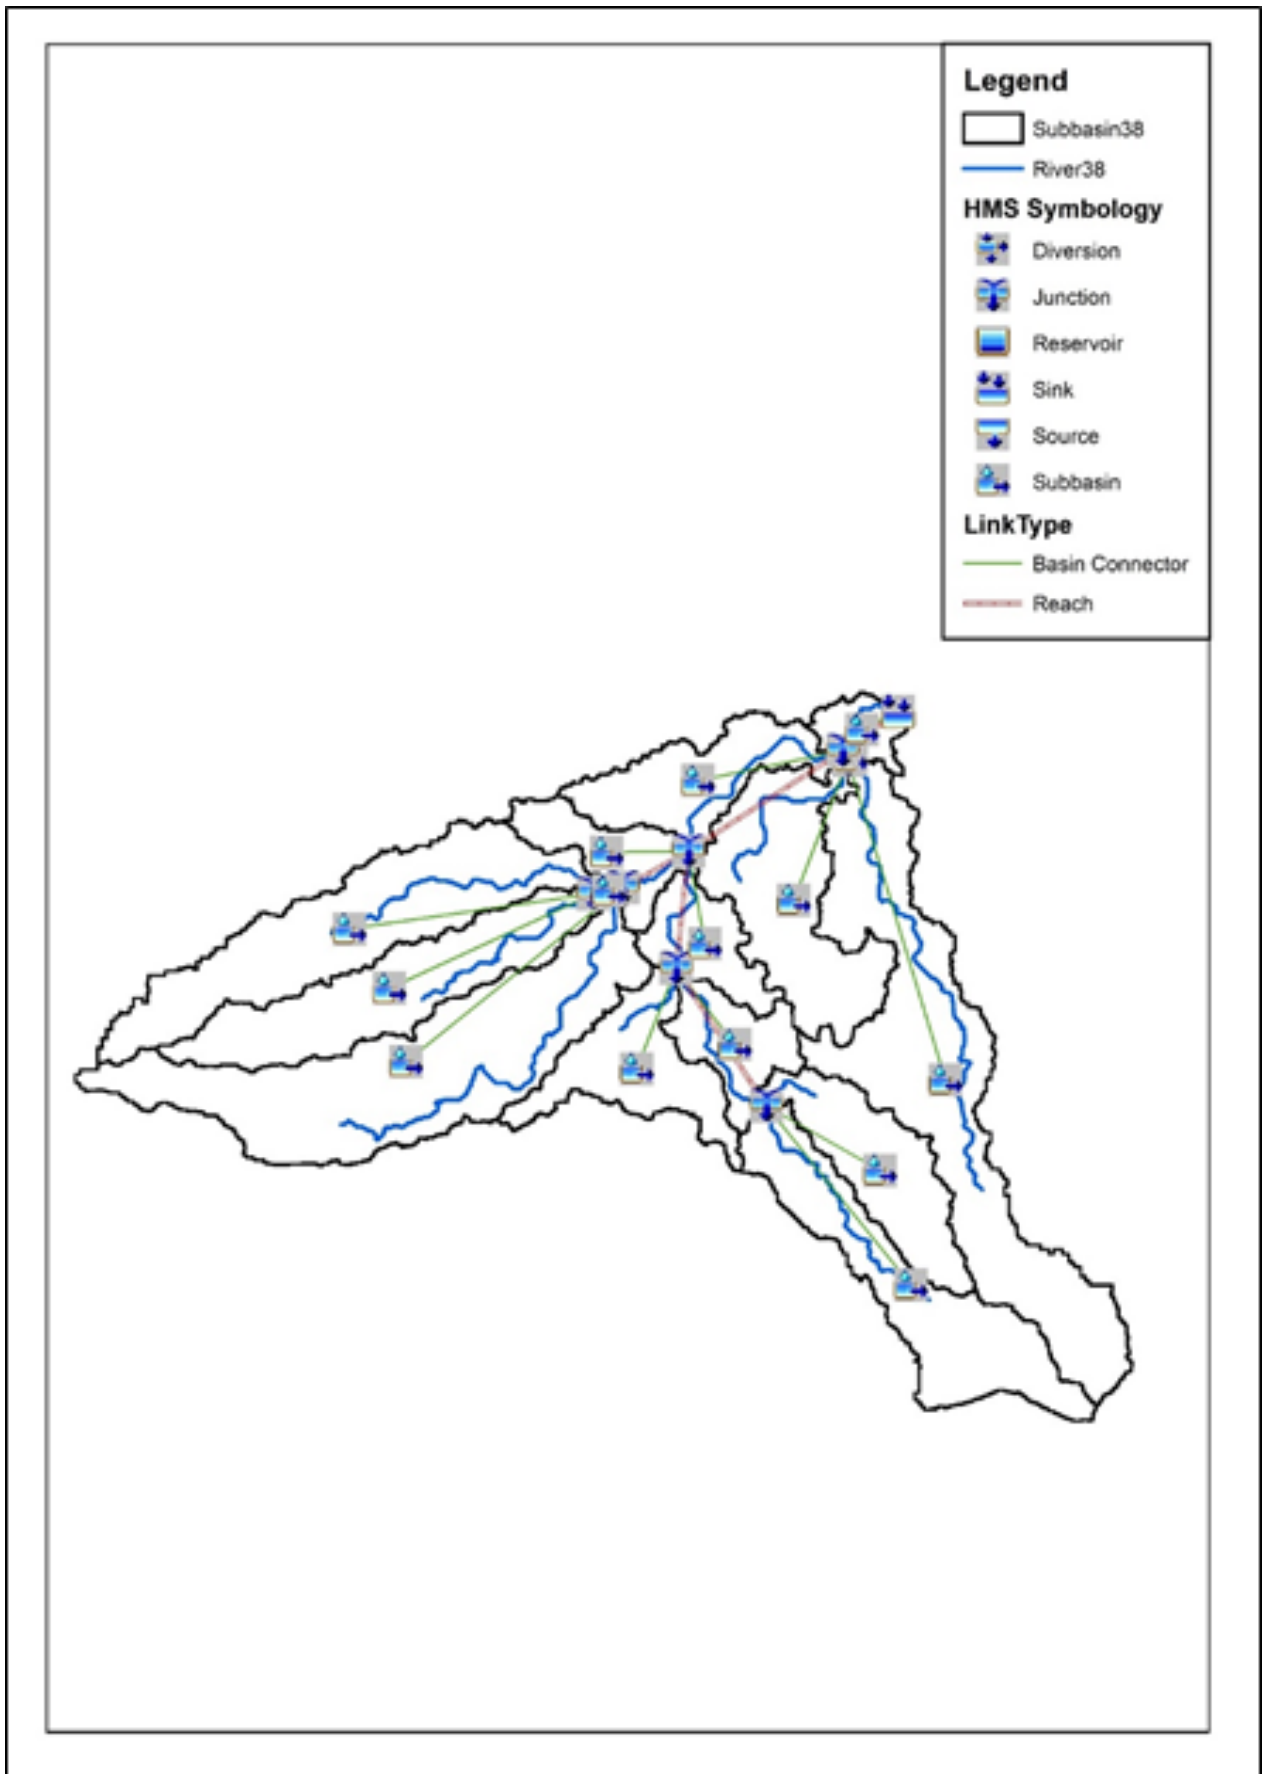 Legend
Subbasin38
River38
HMS Symbology
Diversion
Junction
Reservoir
Sink
Source
Subbasin
LinkType
Basin Connector
Reach